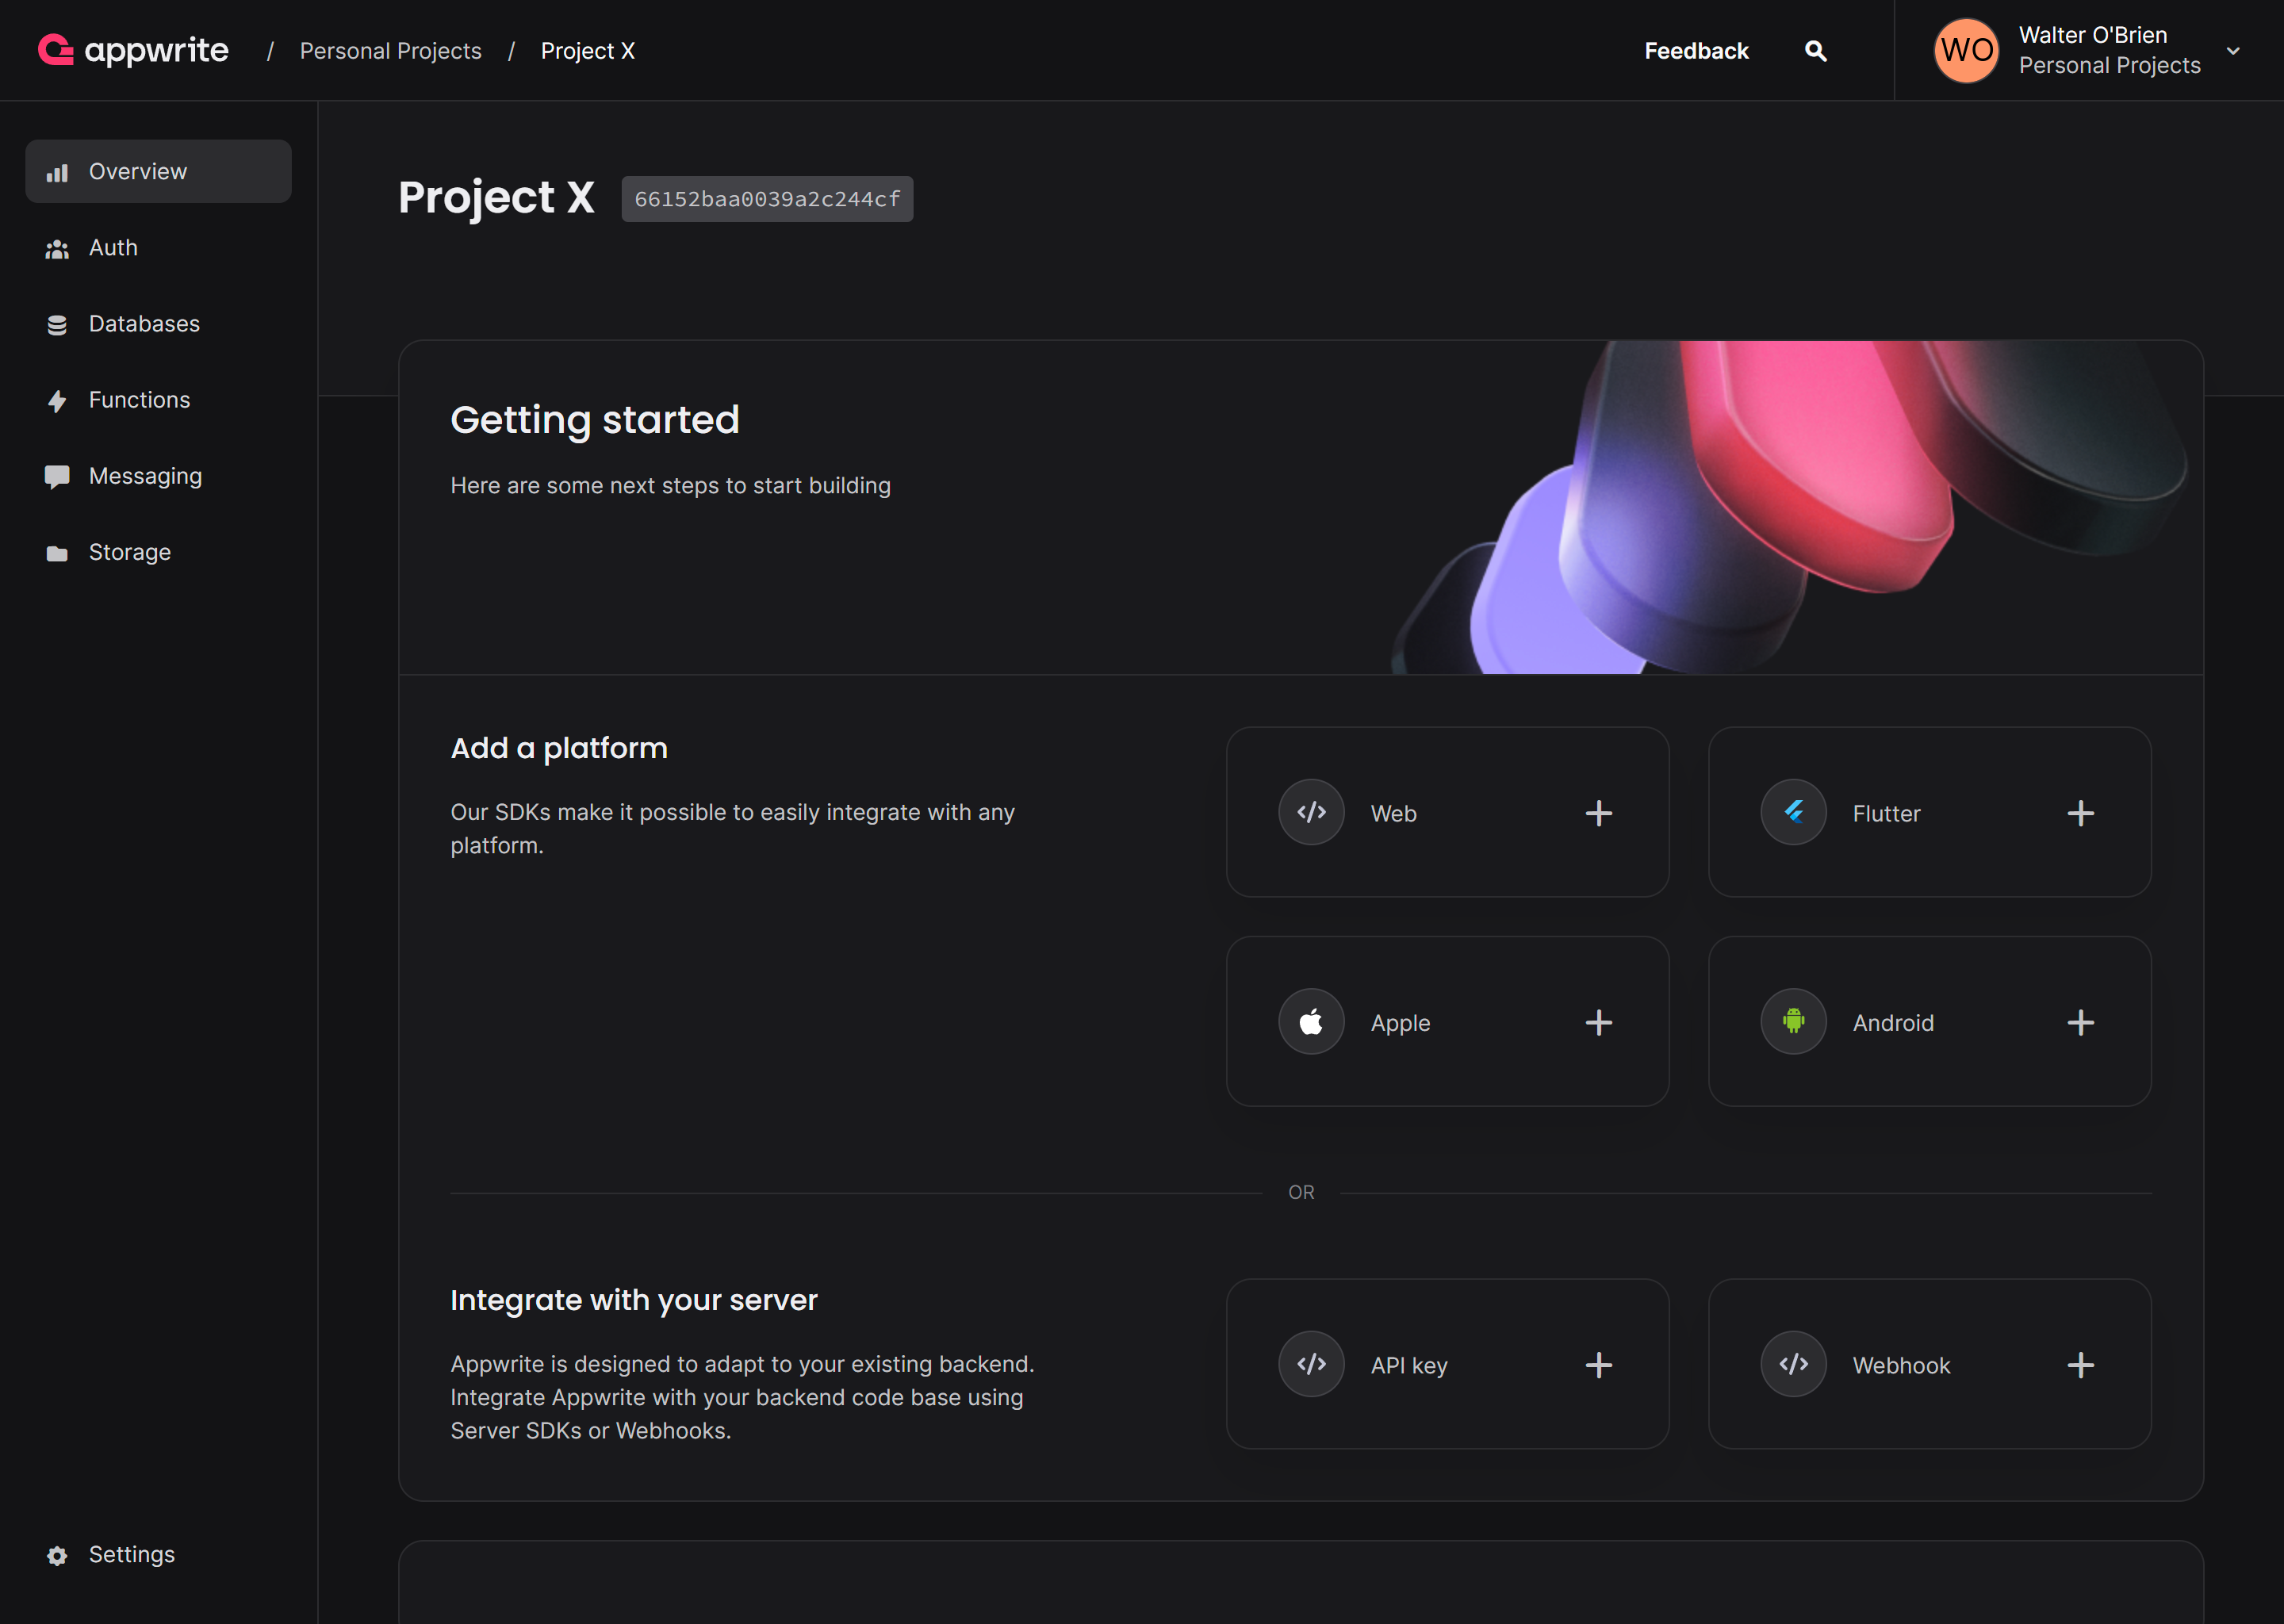 appwrite / Personal Projects / Project X
Feedback
WO
Walter O'Brien
Personal Projects
Overview
Auth
Databases
Functions
Messaging
Storage
Settings
Project X
66152baa0039a2c244cf
Getting started
Here are some next steps to start building
Add a platform
Our SDKs make it possible to easily integrate with any
platform.
Web
Flutter
Apple
Android
OR
Integrate with your server
Appwrite is designed to adapt to your existing backend.
Integrate Appwrite with your backend code base using
Server SDKs or Webhooks.
API key
Webhook